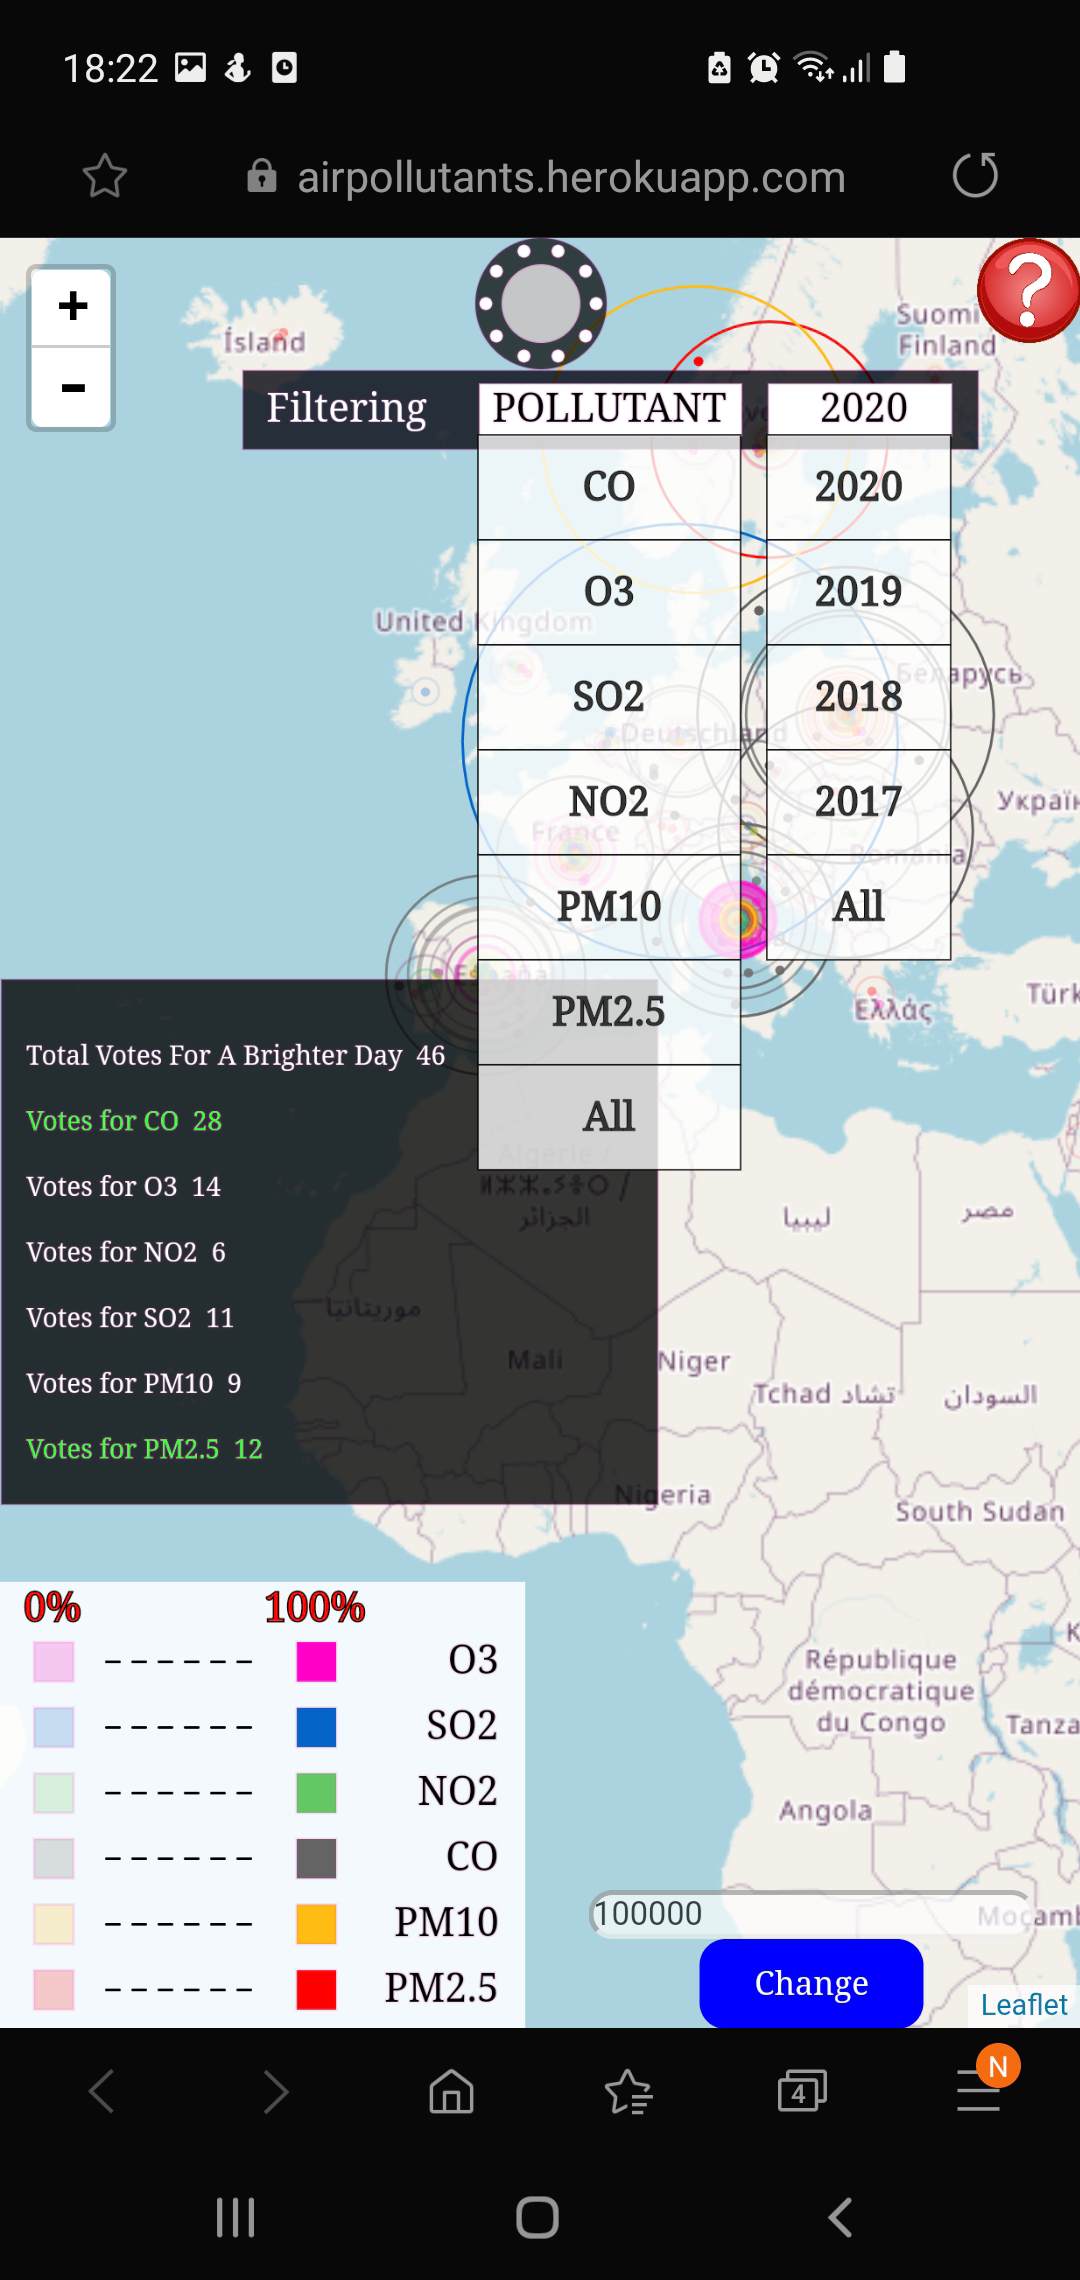 18:22
airpollutants.herokuapp.com
+
-
?
Ísland
Suomi
Finland
Filtering POLLUTANT 2020
CO
O3
SO2
NO2
PM10
PM2.5
All
2020
2019
2018
2017
All
United Kingdom
Беларусь
Deutschland
Україн
France
România
España
Ελλάς
Türk
Total Votes For A Brighter Day 46
Votes for CO 28
Votes for O3 14
Votes for NO2 6
Votes for SO2 11
Votes for PM10 9
Votes for PM2.5 12
Algérie /
ⵍⵣⵣⴰⵢⴻⵔ /
الجزائر
ليبيا
مصر
موريتانيا
Mali
Niger
Tchad تشاد
السودان
Nigeria
South Sudan
République
démocratique
du Congo
K
Tanza
Angola
Moçamb
0% 100%
O3
SO2
NO2
CO
PM10
PM2.5
100000
Change
Leaflet
4
N